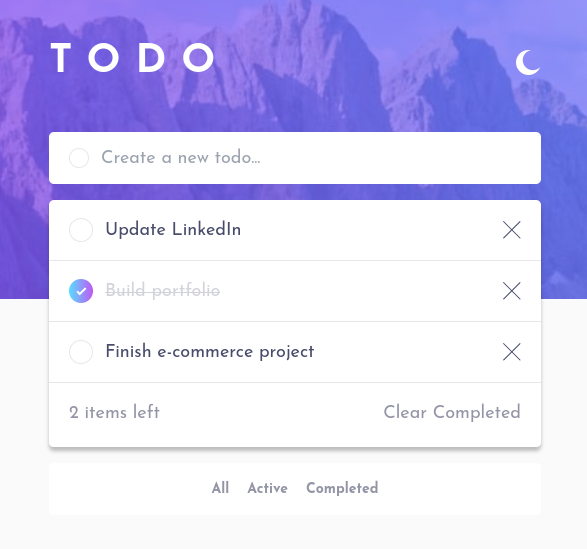 TODO
Create a new todo...
Update LinkedIn
Build portfolio
Finish e-commerce project
2 items left Clear Completed
All Active Completed